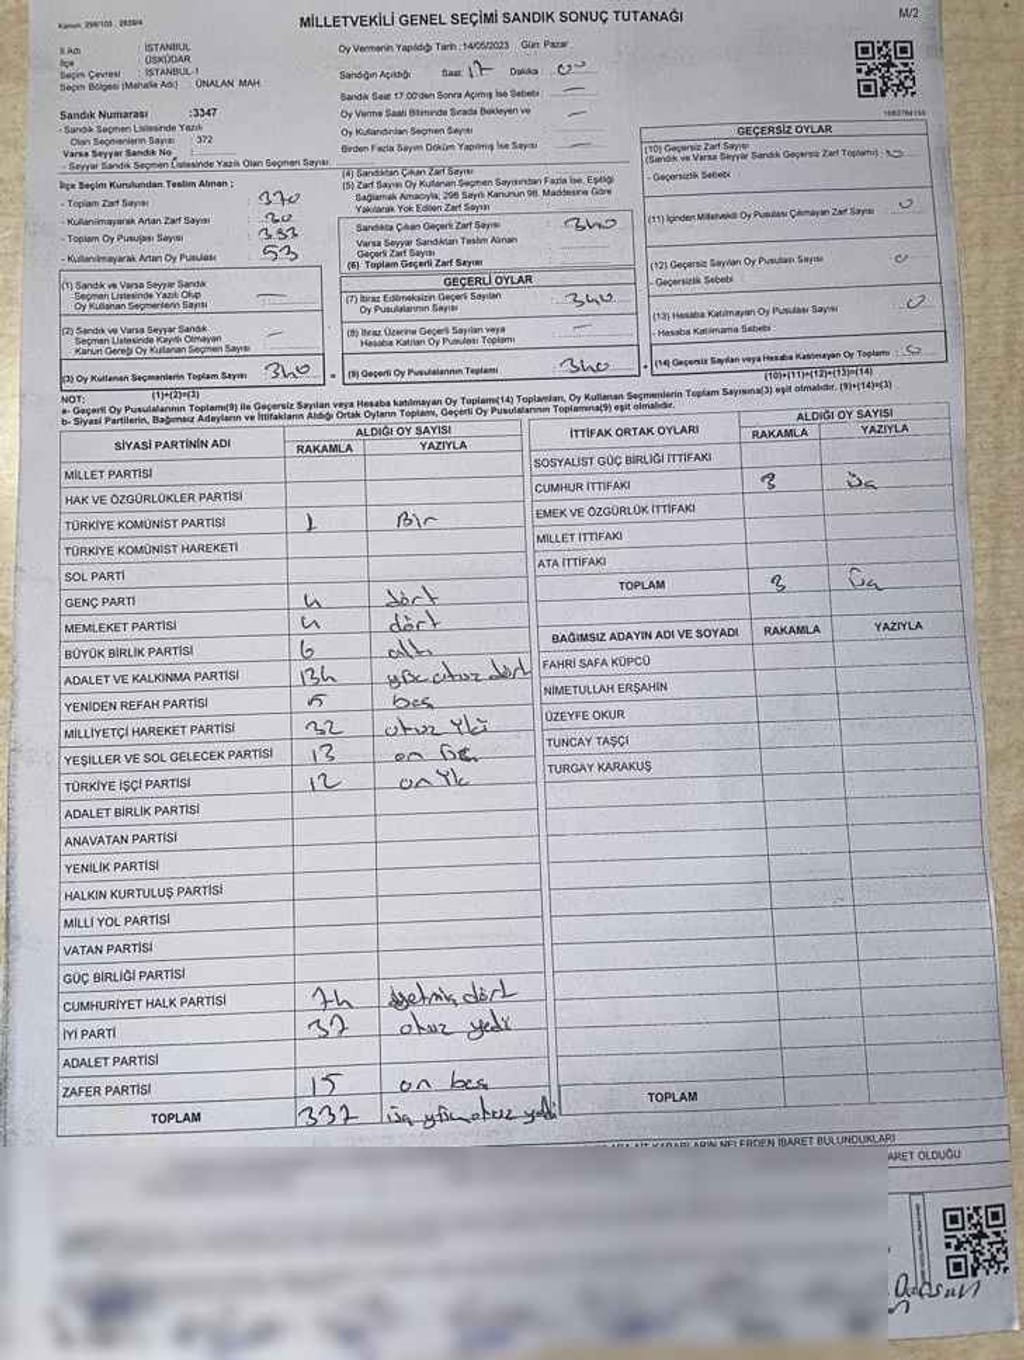 Kanun: 298/103, 2839/4
MİLLETVEKİLİ GENEL SEÇİMİ SANDIK SONUÇ TUTANAĞI
M/2
İl Adı : İSTANBUL
İlçe : ÜSKÜDAR
Seçim Çevresi : İSTANBUL-1
Seçim Bölgesi (Mahalle Adı) : ÜNALAN MAH
Sandık Numarası :3347
- Sandık Seçmen Listesinde Yazılı
Olan Seçmenlerin Sayısı : 372
Varsa Seyyar Sandık No :
- Seyyar Sandık Seçmen Listesinde Yazılı Olan Seçmen Sayısı:
Oy Vermenin Yapıldığı Tarih :14/05/2023 Gün: Pazar
Sandığın Açıldığı Saat: 17 Dakika 00
Sandık Saat 17.00'den Sonra Açılmış İse Sebebi —
Oy Verme Saati Bitiminde Sırada Bekleyen ve —
Oy Kullandırılan Seçmen Sayısı
Birden Fazla Sayım Döküm Yapılmış İse Sayısı —
İlçe Seçim Kurulundan Teslim Alınan ;
- Toplam Zarf Sayısı : 370
- Kullanılmayarak Artan Zarf Sayısı : 30
- Toplam Oy Pusulası Sayısı : 393
- Kullanılmayarak Artan Oy Pusulası : 53
(1) Sandık ve Varsa Seyyar Sandık
Seçmen Listesinde Yazılı Olup
Oy Kullanan Seçmenlerin Sayısı —
(2) Sandık ve Varsa Seyyar Sandık
Seçmen Listesinde Kayıtlı Olmayan
Kanun Gereği Oy Kullanan Seçmen Sayısı —
(3) Oy Kullanan Seçmenlerin Toplam Sayısı 340
(1)+(2)=(3)
(4) Sandıktan Çıkan Zarf Sayısı
(5) Zarf Sayısı Oy Kullanan Seçmen Sayısından Fazla İse, Eşitliği
Sağlamak Amacıyla, 298 Sayılı Kanunun 98. Maddesine Göre
Yakılarak Yok Edilen Zarf Sayısı
Sandıkta Çıkan Geçerli Zarf Sayısı 340
Varsa Seyyar Sandıktan Teslim Alınan
Geçerli Zarf Sayısı
(6) Toplam Geçerli Zarf Sayısı
GEÇERLİ OYLAR
(7) İtiraz Edilmeksizin Geçerli Sayılan
Oy Pusulalarının Sayısı 340
(8) İtiraz Üzerine Geçerli Sayılan veya
Hesaba Katılan Oy Pusulası Toplamı —
= (9) Geçerli Oy Pusulalarının Toplamı 340
GEÇERSİZ OYLAR
(10) Geçersiz Zarf Sayısı
(Sandık ve Varsa Seyyar Sandık Geçersiz Zarf Toplamı) : 0
- Geçersizlik Sebebi
(11) İçinden Milletvekili Oy Pusulası Çıkmayan Zarf Sayısı 0
(12) Geçersiz Sayılan Oy Pusulası Sayısı 0
- Geçersizlik Sebebi
(13) Hesaba Katılmayan Oy Pusulası Sayısı 0
- Hesaba Katılmama Sebebi
+ (14) Geçersiz Sayılan veya Hesaba Katılmayan Oy Toplamı : 0
(10)+(11)+(12)+(13)=(14)
NOT:
a- Geçerli Oy Pusulalarının Toplamı(9) ile Geçersiz Sayılan veya Hesaba katılmayan Oy Toplamı(14) Toplamları, Oy Kullanan Seçmenlerin Toplam Sayısına(3) eşit olmalıdır. (9)+(14)=(3)
b- Siyasi Partilerin, Bağımsız Adayların ve İttifakların Aldığı Ortak Oyların Toplamı, Geçerli Oy Pusulalarının Toplamına(9) eşit olmalıdır.
SİYASİ PARTİNİN ADI ALDIĞI OY SAYISI
RAKAMLA YAZIYLA
MİLLET PARTİSİ
HAK VE ÖZGÜRLÜKLER PARTİSİ
TÜRKİYE KOMÜNİST PARTİSİ 1 Bir
TÜRKİYE KOMÜNİST HAREKETİ
SOL PARTİ
GENÇ PARTİ 4 dört
MEMLEKET PARTİSİ 4 dört
BÜYÜK BİRLİK PARTİSİ 6 altı
ADALET VE KALKINMA PARTİSİ 134 yüz otuz dört
YENİDEN REFAH PARTİSİ 5 beş
MİLLİYETÇİ HAREKET PARTİSİ 32 otuz iki
YEŞİLLER VE SOL GELECEK PARTİSİ 13 on üç
TÜRKİYE İŞÇİ PARTİSİ 12 on iki
ADALET BİRLİK PARTİSİ
ANAVATAN PARTİSİ
YENİLİK PARTİSİ
HALKIN KURTULUŞ PARTİSİ
MİLLİ YOL PARTİSİ
VATAN PARTİSİ
GÜÇ BİRLİĞİ PARTİSİ
CUMHURİYET HALK PARTİSİ 74 yetmiş dört
İYİ PARTİ 37 otuz yedi
ADALET PARTİSİ
ZAFER PARTİSİ 15 on beş
TOPLAM 337 üç yüz otuz yedi
İTTİFAK ORTAK OYLARI ALDIĞI OY SAYISI
RAKAMLA YAZIYLA
SOSYALİST GÜÇ BİRLİĞİ İTTİFAKI
CUMHUR İTTİFAKI 3 üç
EMEK VE ÖZGÜRLÜK İTTİFAKI
MİLLET İTTİFAKI
ATA İTTİFAKI
TOPLAM 3 üç
BAĞIMSIZ ADAYIN ADI VE SOYADI RAKAMLA YAZIYLA
FAHRİ SAFA KÜPCÜ
NİMETULLAH ERŞAHİN
ÜZEYFE OKUR
TUNCAY TAŞÇI
TURGAY KARAKUŞ
TOPLAM
KARARLARIN NELERDEN İBARET BULUNDUKLARI
ARET OLDUĞU